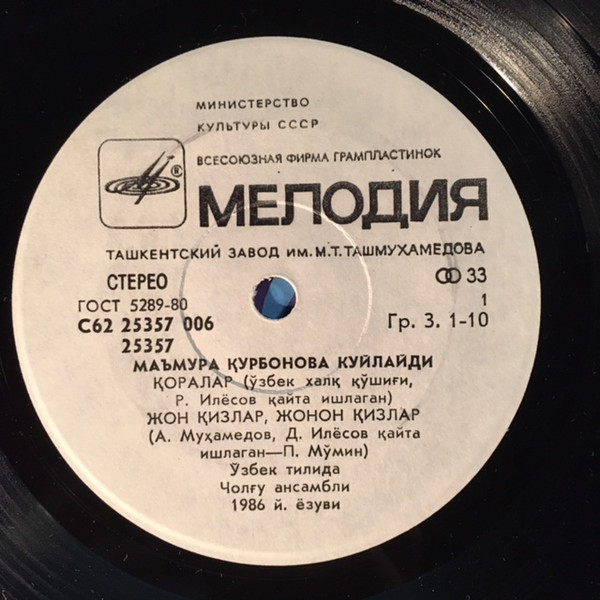 МИНИСТЕРСТВО
КУЛЬТУРЫ СССР
ВСЕСОЮЗНАЯ ФИРМА ГРАМПЛАСТИНОК
®
МЕЛОДИЯ
ТАШКЕНТСКИЙ ЗАВОД ИМ. М.Т. ТАШМУХАМЕДОВА
СТЕРЕО 33
ГОСТ 5289-80 1
С62 25357 006 Гр. 3. 1-10
25357
МАЪМУРА ҚУРБОНОВА КУЙЛАЙДИ
ҚОРАЛАР (ўзбек халқ қўшиғи,
Р. Илёсов қайта ишлаган)
ЖОН ҚИЗЛАР, ЖОНОН ҚИЗЛАР
(А. Муҳамедов, Д. Илёсов қайта
ишлаган—П. Мўмин)
Ўзбек тилида
Чолғу ансамбли
1986 й. ёзуви